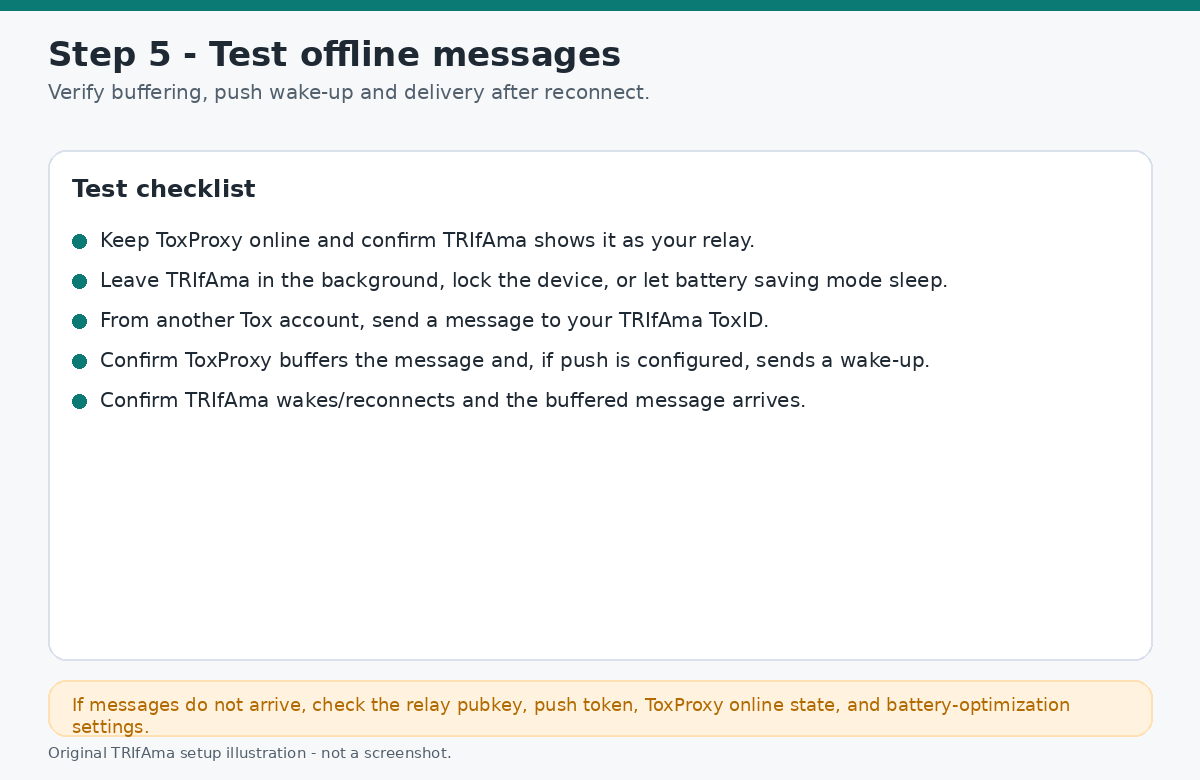 Step 5 - Test offline messages
Verify buffering, push wake-up and delivery after reconnect.
Test checklist
Keep ToxProxy online and confirm TRIfAma shows it as your relay.
Leave TRIfAma in the background, lock the device, or let battery saving mode sleep.
From another Tox account, send a message to your TRIfAma ToxID.
Confirm ToxProxy buffers the message and, if push is configured, sends a wake-up.
Confirm TRIfAma wakes/reconnects and the buffered message arrives.
If messages do not arrive, check the relay pubkey, push token, ToxProxy online state, and battery-optimization
settings.
Original TRIfAma setup illustration - not a screenshot.